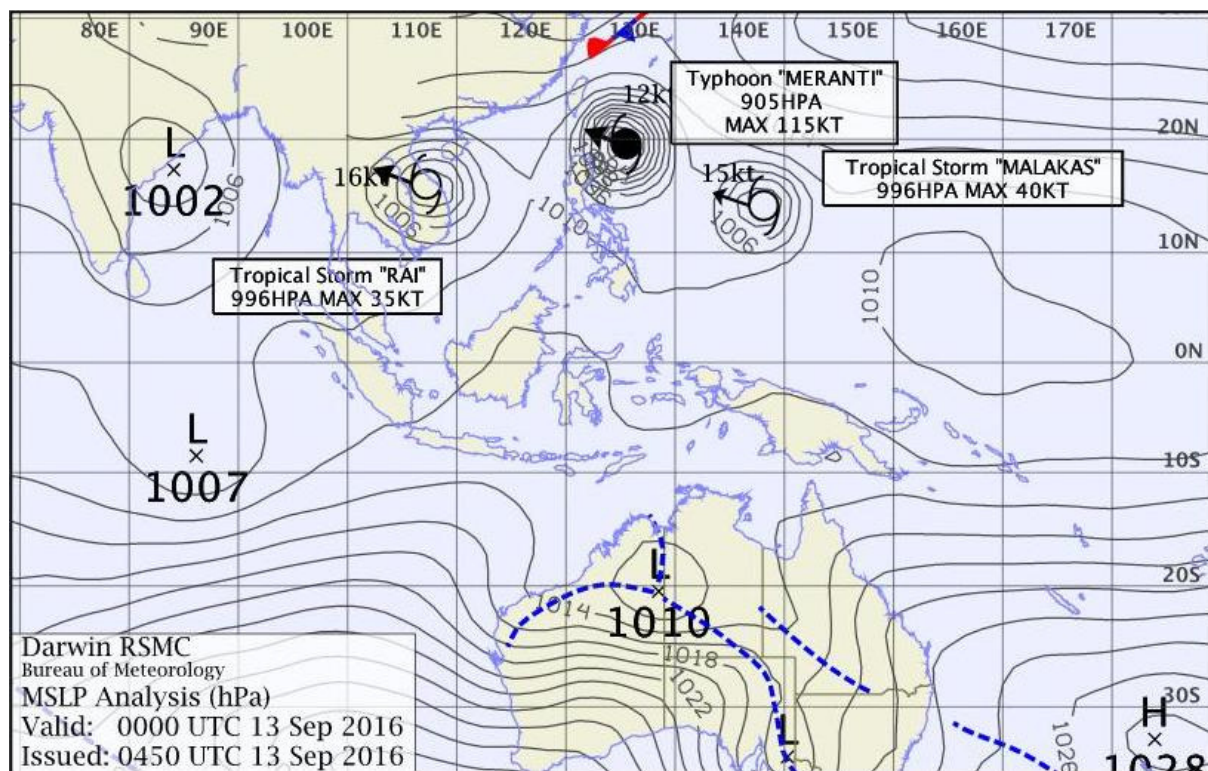 80E 90E 100E 110E 120E 130E 140E 150E 160E 170E
Typhoon "MERANTI"
905HPA
MAX 115KT
12kt
20N
L
1002
1006
16kt
1006
Tropical Storm "MALAKAS"
996HPA MAX 40KT
15kt
1006
1010
10N
Tropical Storm "RAI"
996HPA MAX 35KT
1010
0N
L
1007
10S
L
1010
20S
1014
1018
1022
30S
H
1028
1026
L
Darwin RSMC
Bureau of Meteorology
MSLP Analysis (hPa)
Valid: 0000 UTC 13 Sep 2016
Issued: 0450 UTC 13 Sep 2016